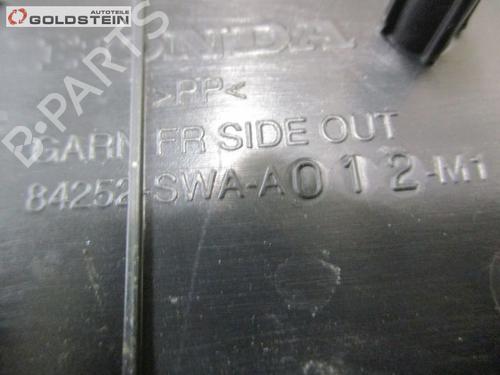 AUTOTEILE
GOLDSTEIN
HONDA
>PP<
GARN FR SIDE OUT
84252-SWA-A012-M1
B-PARTS